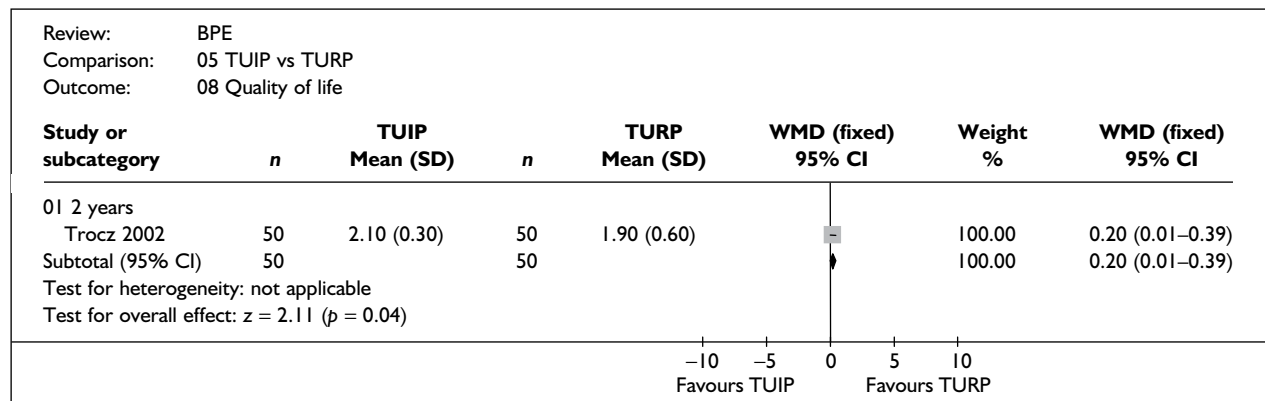 Review: BPE
Comparison: 05 TUIP vs TURP
Outcome: 08 Quality of life
Study or TUIP TURP WMD (fixed) Weight WMD (fixed)
subcategory n Mean (SD) n Mean (SD) 95% CI % 95% CI
01 2 years
Trocz 2002 50 2.10 (0.30) 50 1.90 (0.60) 100.00 0.20 (0.01–0.39)
Subtotal (95% CI) 50 50 100.00 0.20 (0.01–0.39)
Test for heterogeneity: not applicable
Test for overall effect: z = 2.11 (p = 0.04)
−10 −5 0 5 10
Favours TUIP Favours TURP